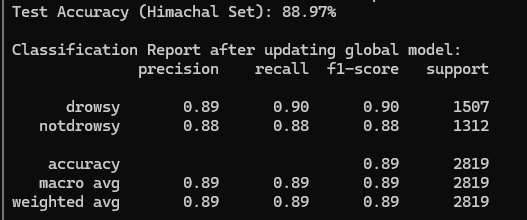 Test Accuracy (Himachal Set): 88.97%
Classification Report after updating global model:
precision recall f1-score support
drowsy 0.89 0.90 0.90 1507
notdrowsy 0.88 0.88 0.88 1312
accuracy 0.89 2819
macro avg 0.89 0.89 0.89 2819
weighted avg 0.89 0.89 0.89 2819